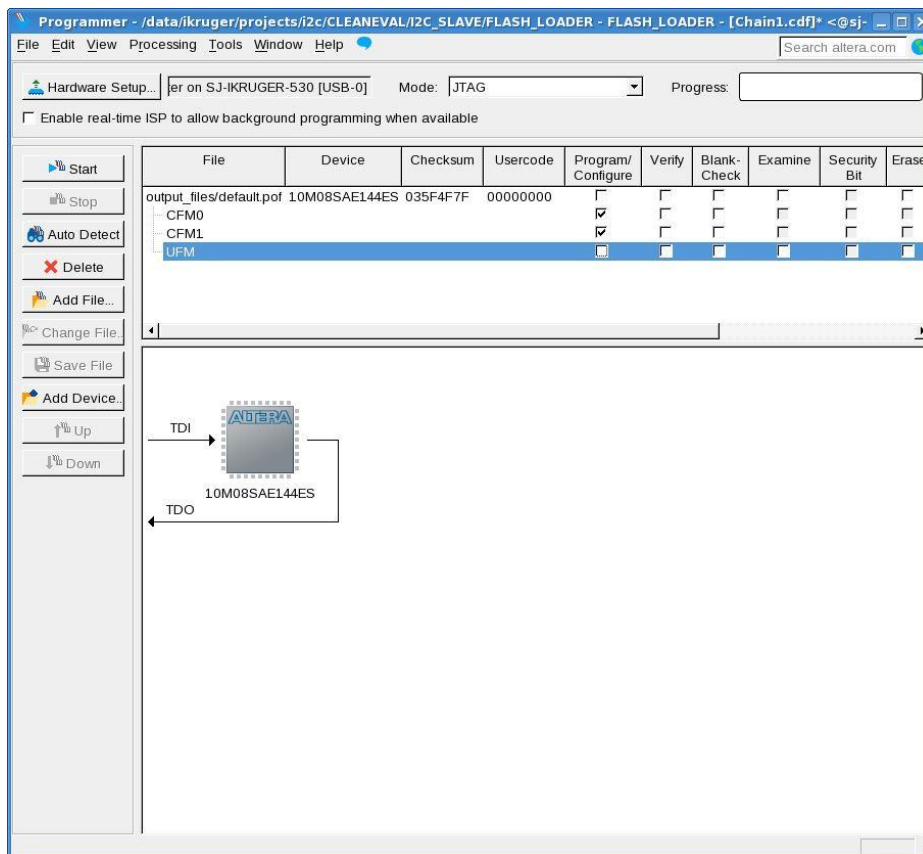 Programmer - /data/ikruger/projects/i2c/CLEANEVAL/I2C_SLAVE/FLASH_LOADER - FLASH_LOADER - [Chain1.cdf]* <@sj-
File Edit View Processing Tools Window Help
Search altera.com
Hardware Setup... er on SJ-IKRUGER-530 [USB-0] Mode: JTAG Progress:
Enable real-time ISP to allow background programming when available
Start
Stop
Auto Detect
Delete
Add File...
Change File..
Save File
Add Device..
Up
Down
File Device Checksum Usercode Program/ Configure Verify Blank- Check Examine Security Bit Erase
output_files/default.pof 10M08SAE144ES 035F4F7F 00000000
CFM0
CFM1
UFM
ALTERA
TDI
10M08SAE144ES
TDO